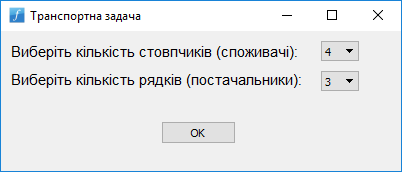 Транспортна задача
Виберіть кількість стовпчиків (споживачі): 4
Виберіть кількість рядків (постачальники): 3
OK